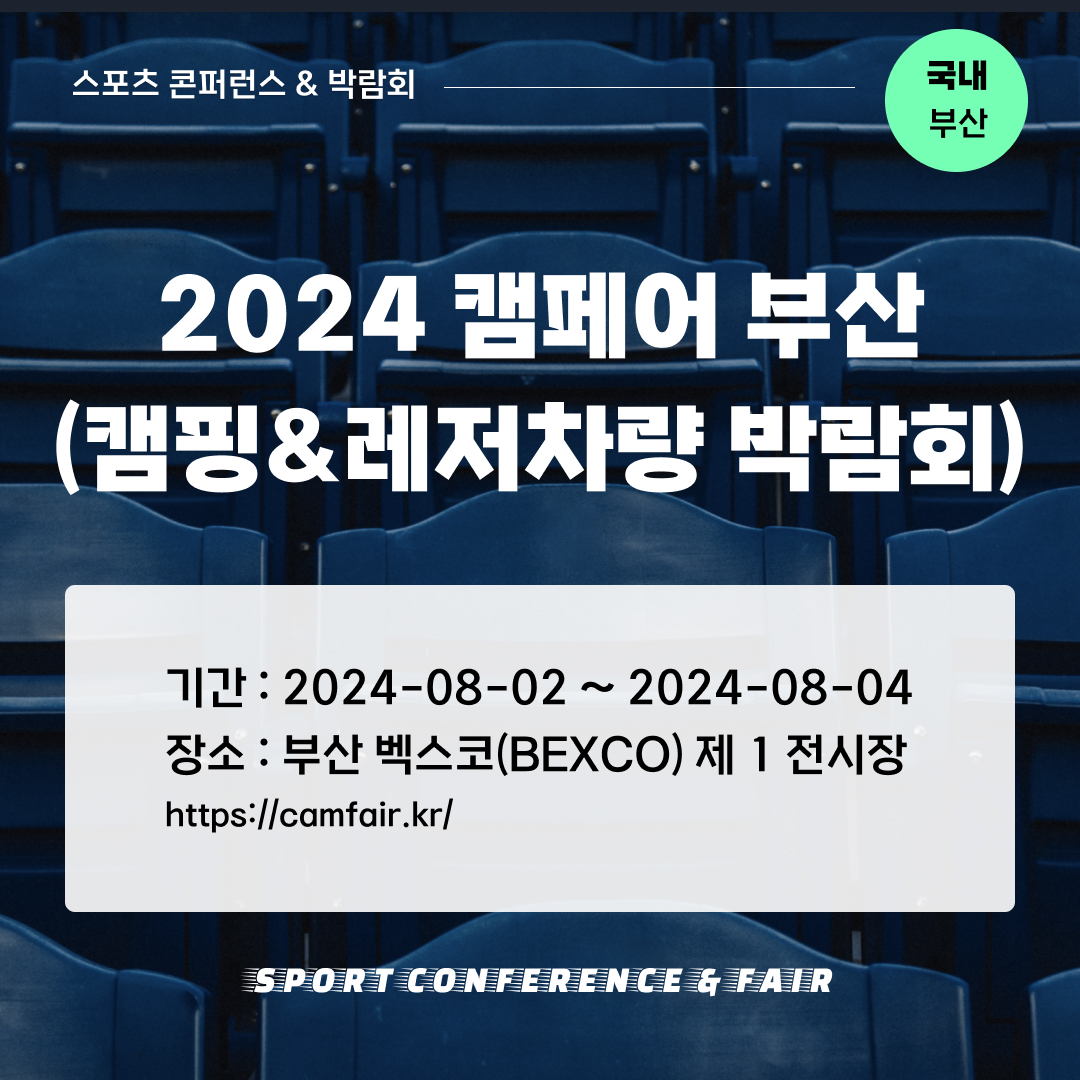 스포츠 콘퍼런스 & 박람회
국내
부산
2024 캠페어 부산
(캠핑&레저차량 박람회)
기간 : 2024-08-02 ~ 2024-08-04
장소 : 부산 벡스코(BEXCO) 제 1 전시장
https://camfair.kr/
SPORT CONFERENCE & FAIR